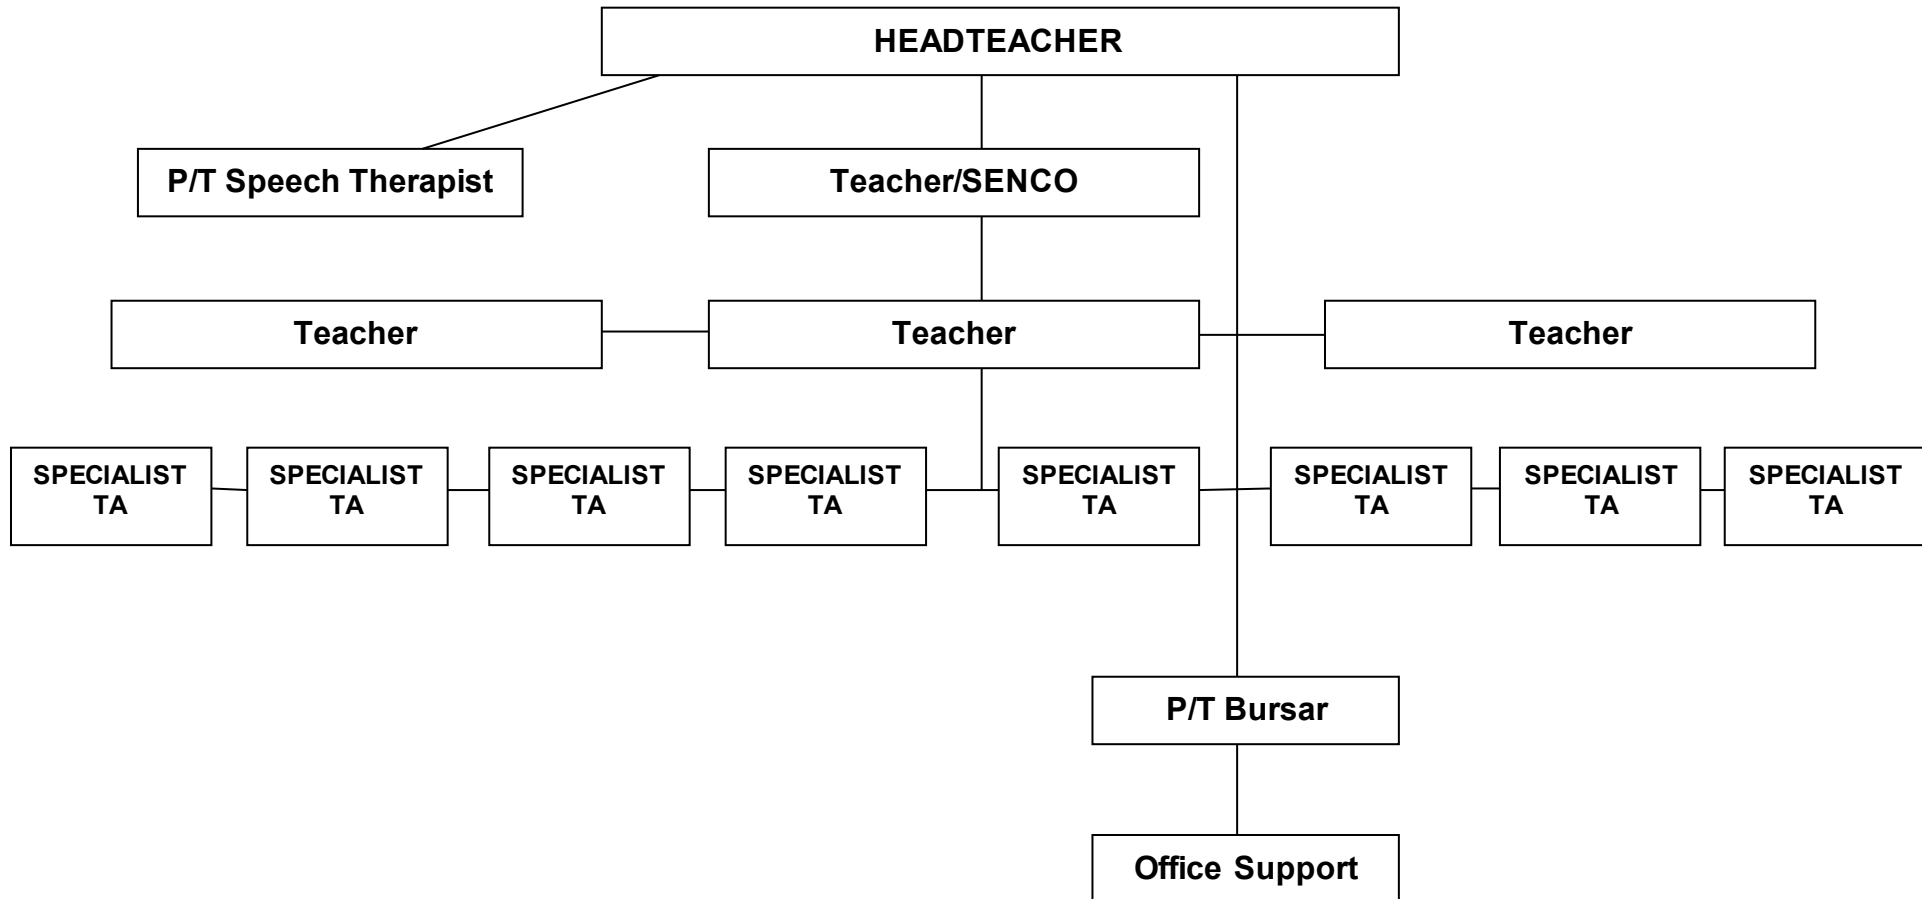 HEADTEACHER
P/T Speech Therapist
Teacher/SENCO
Teacher
Teacher
Teacher
SPECIALIST
TA
SPECIALIST
TA
SPECIALIST
TA
SPECIALIST
TA
SPECIALIST
TA
SPECIALIST
TA
SPECIALIST
TA
SPECIALIST
TA
P/T Bursar
Office Support